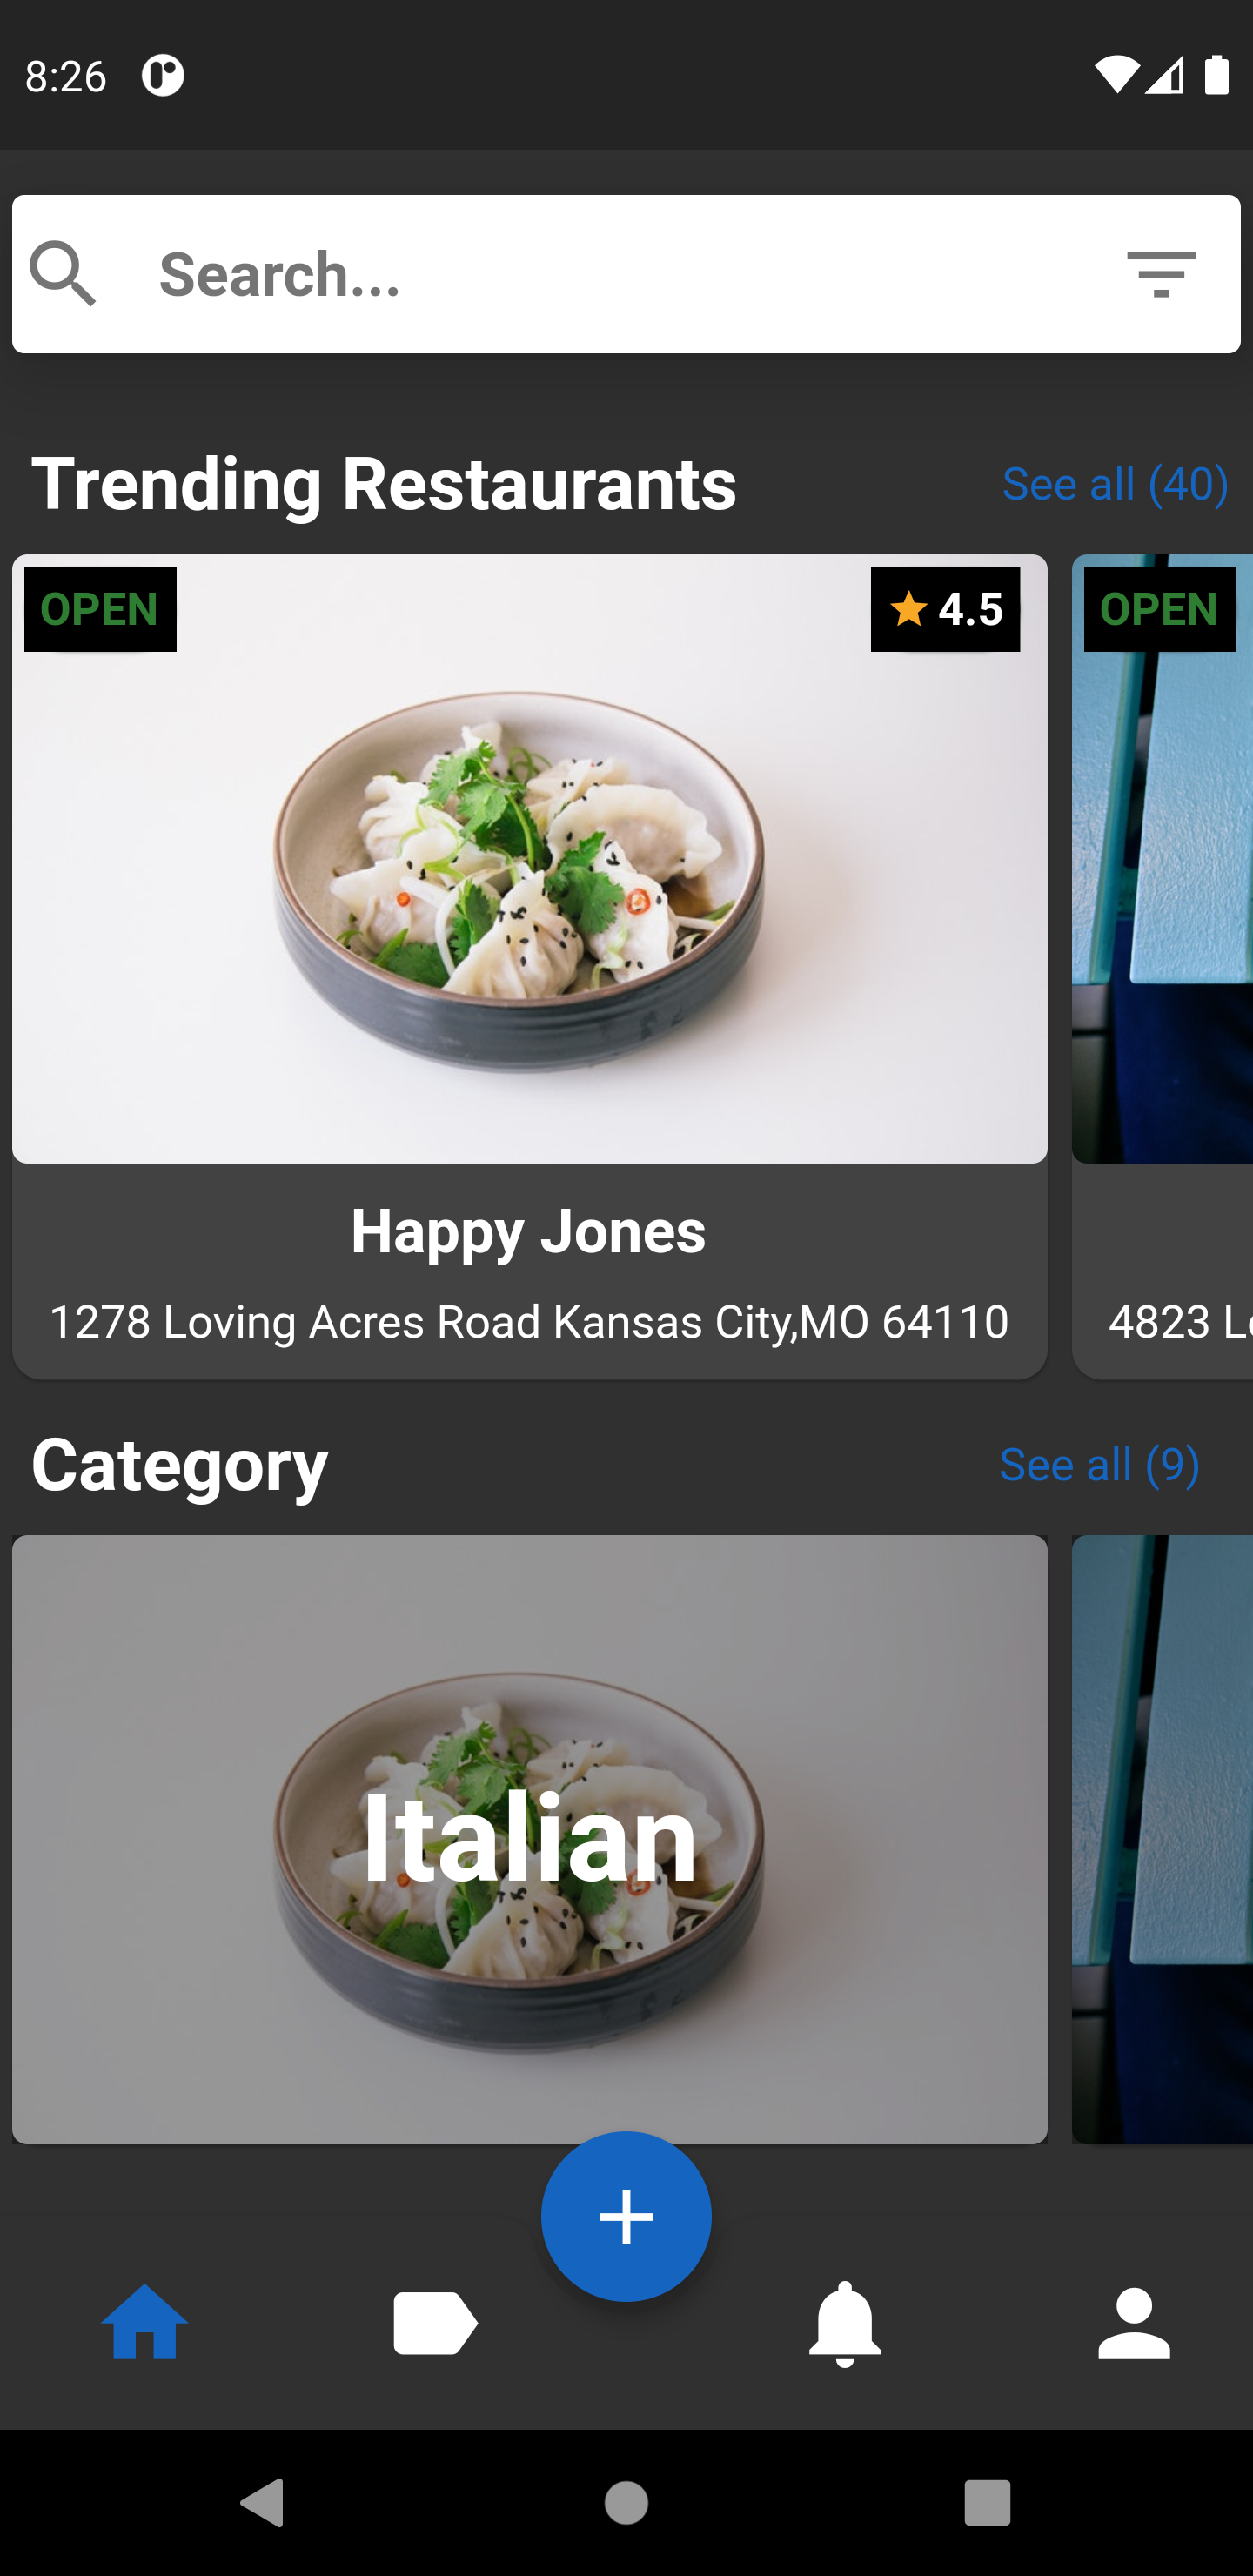 8:26
Search...
Trending Restaurants
See all (40)
OPEN
4.5
OPEN
Happy Jones
1278 Loving Acres Road Kansas City,MO 64110
4823 L
Category
See all (9)
Italian